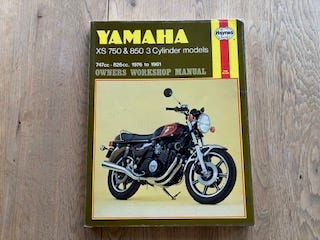 YAMAHA
XS 750 & 850 3 Cylinder models
747cc · 826cc. 1976 to 1981
OWNERS WORKSHOP MANUAL
Haynes